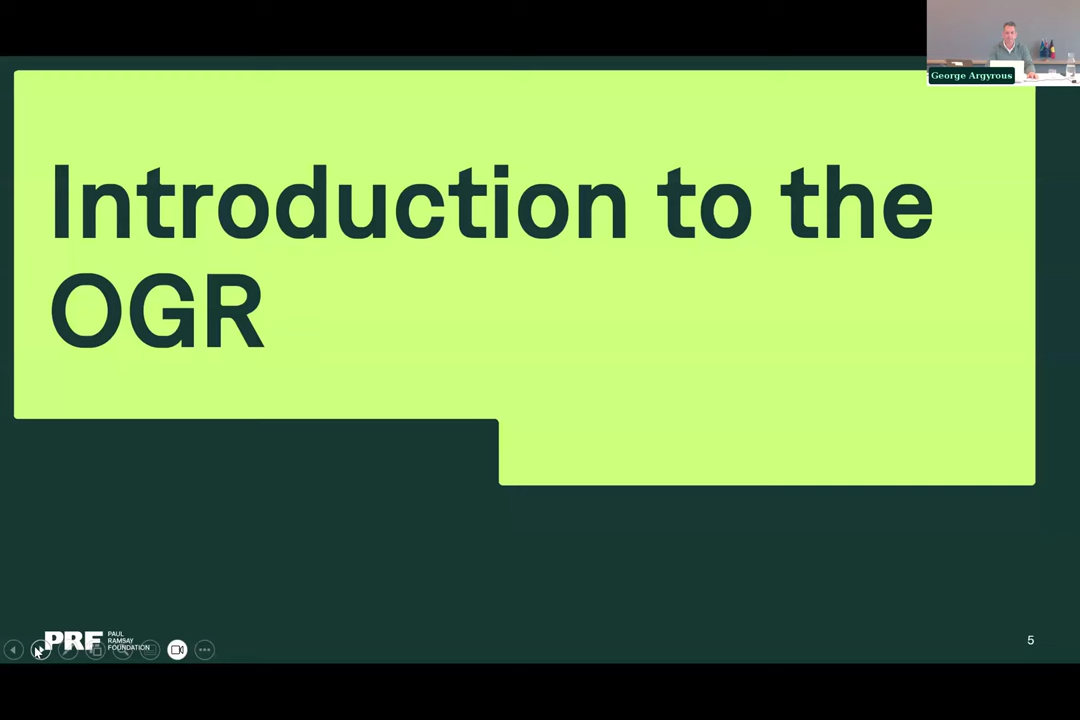 George Argyrous
Introduction to the
OGR
PRF
PAUL
RAMSAY
FOUNDATION
5